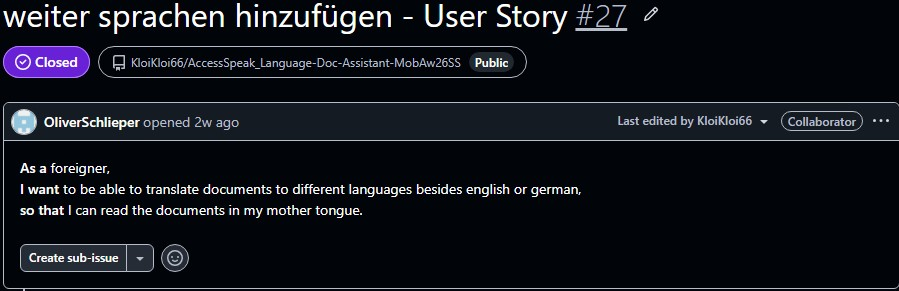 weiter sprachen hinzufügen - User Story #27
Closed KloiKloi66/AccessSpeak_Language-Doc-Assistant-MobAw26SS Public
OliverSchlieper opened 2w ago Last edited by KloiKloi66 Collaborator
As a foreigner,
I want to be able to translate documents to different languages besides english or german,
so that I can read the documents in my mother tongue.
Create sub-issue